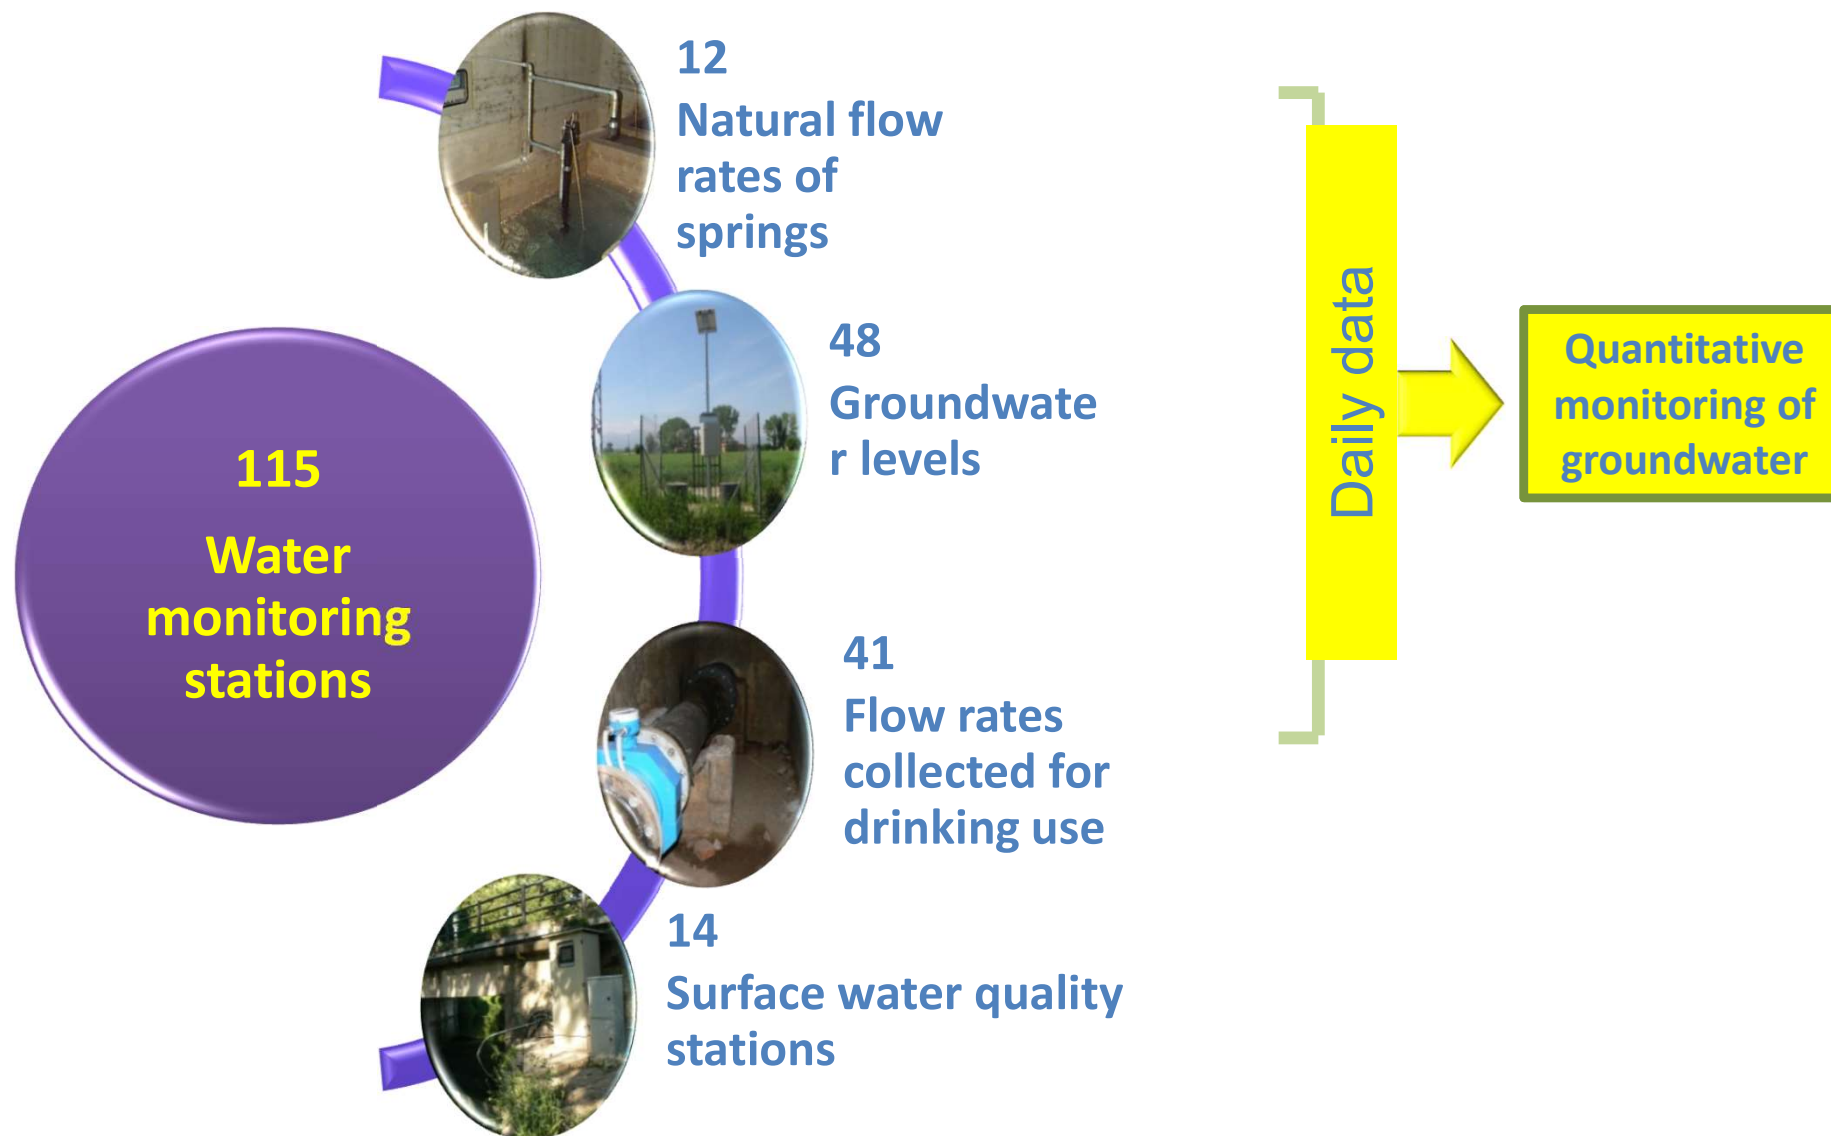 115
Water
monitoring
stations
12
Natural flow
rates of
springs
48
Groundwate
r levels
41
Flow rates
collected for
drinking use
14
Surface water quality
stations
Daily data
Quantitative
monitoring of
groundwater